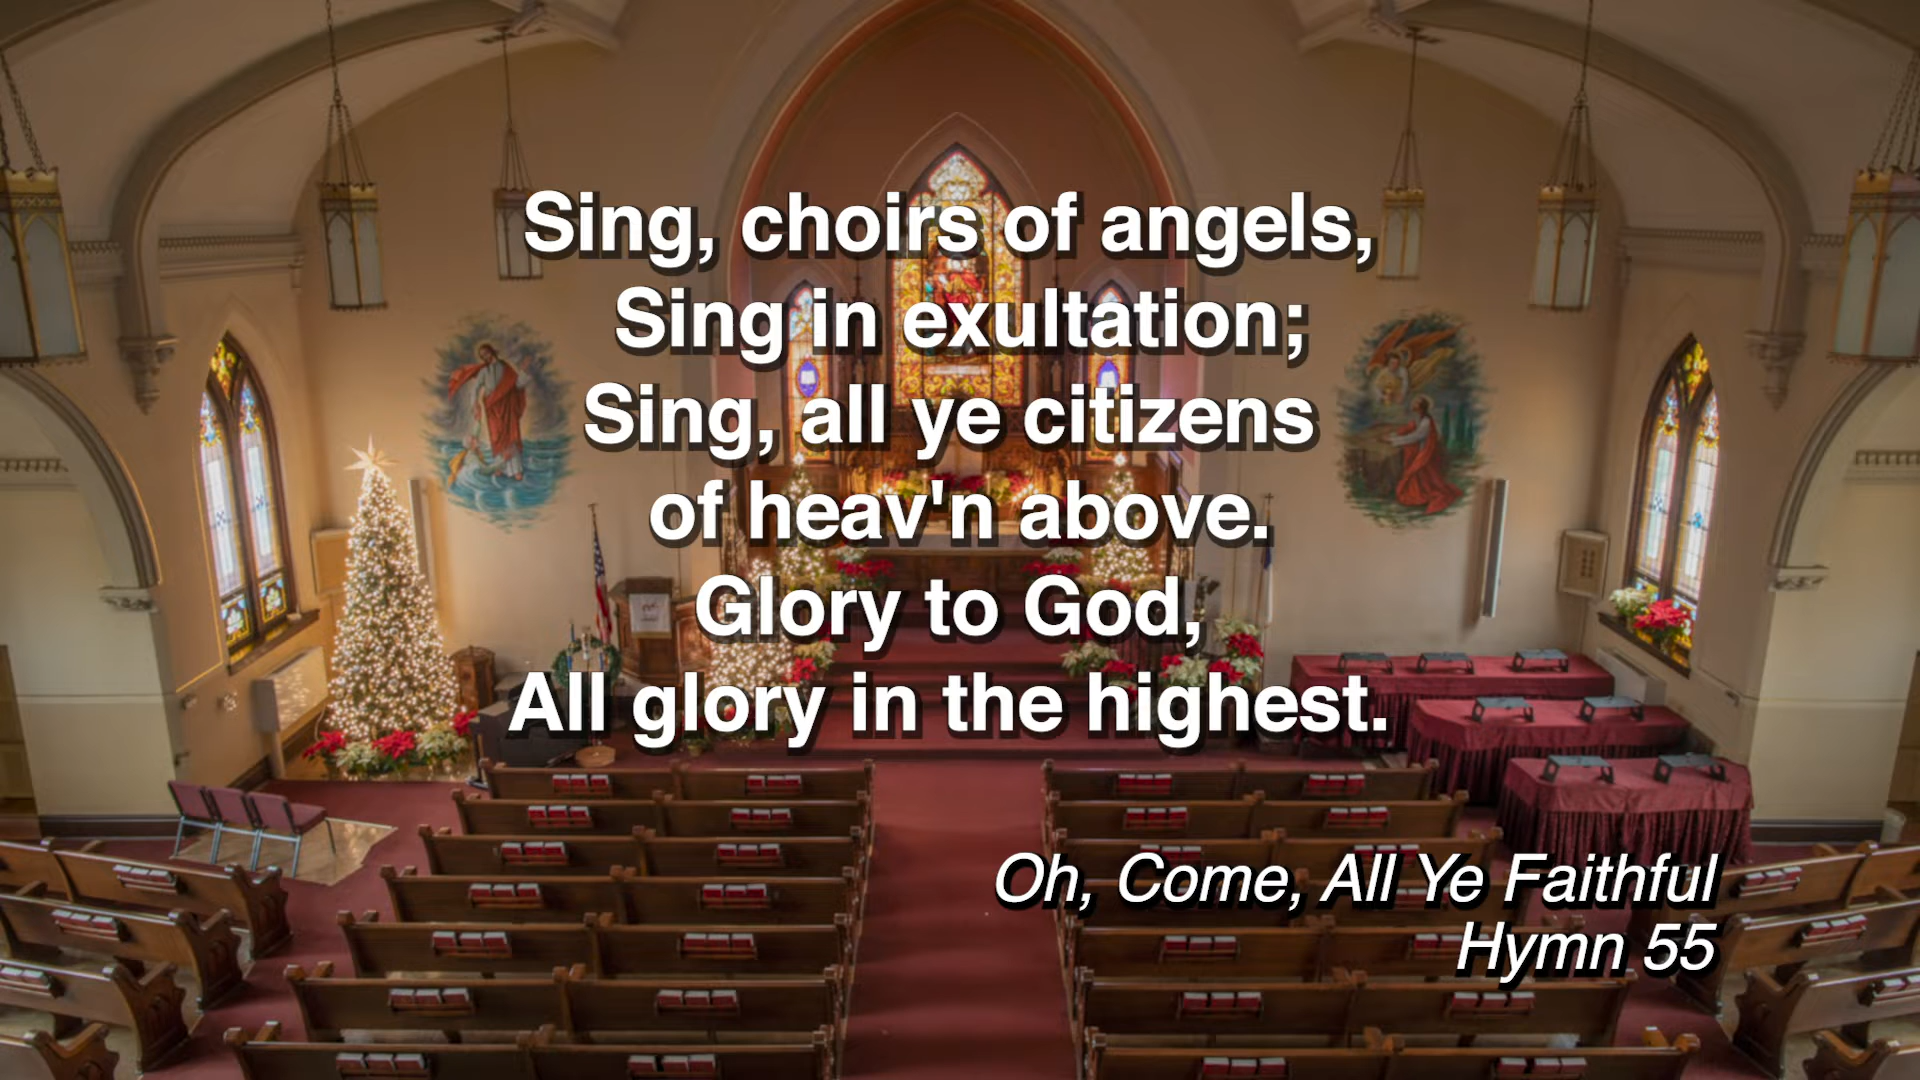 Sing, choirs of angels,
Sing in exultation;
Sing, all ye citizens
of heav'n above.
Glory to God,
All glory in the highest.
Oh, Come, All Ye Faithful
Hymn 55